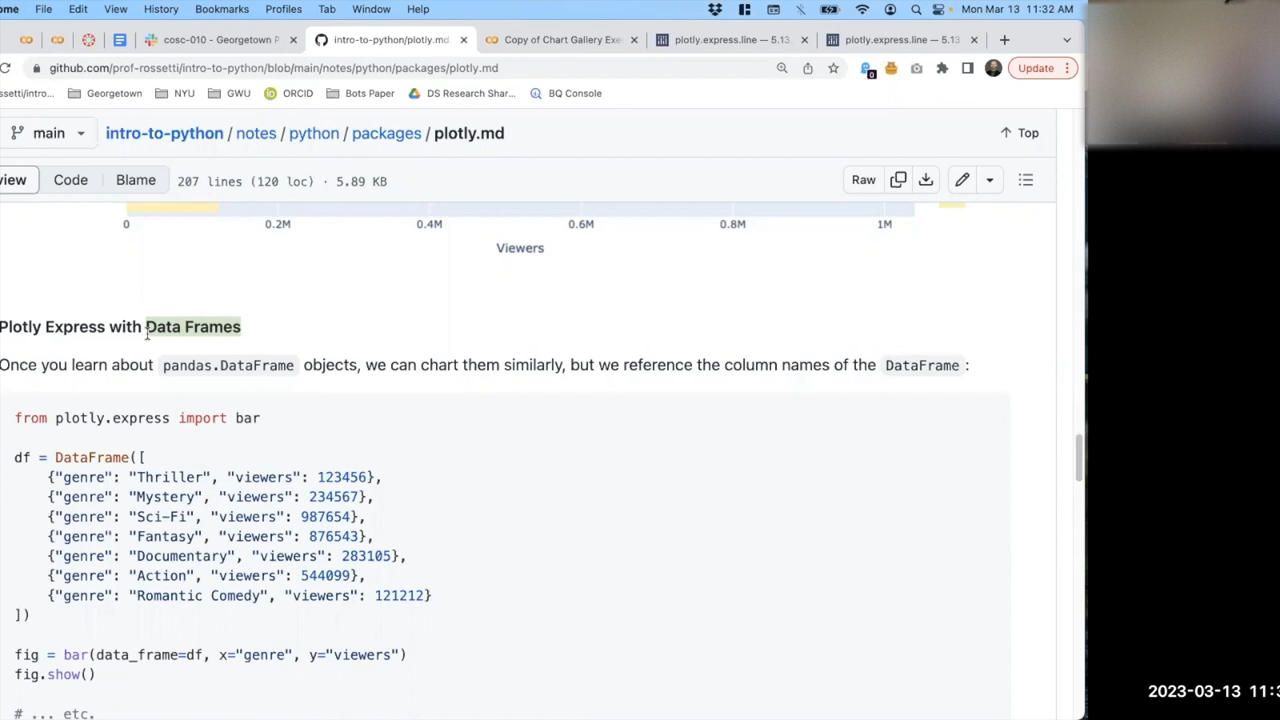 ome File Edit View History Bookmarks Profiles Tab Window Help Mon Mar 13 11:32 AM
cosc-010 - Georgetown P intro-to-python/plotly.md Copy of Chart Gallery Exe plotly.express.line — 5.13. plotly.express.line — 5.13
github.com/prof-rossetti/intro-to-python/blob/main/notes/python/packages/plotly.md 0 Update
ssetti/intro... Georgetown NYU GWU ORCID Bots Paper DS Research Shar... BQ Console
main intro-to-python / notes / python / packages / plotly.md Top
view Code Blame 207 lines (120 loc) · 5.89 KB Raw
0 0.2M 0.4M 0.6M 0.8M 1M
Viewers
Plotly Express with Data Frames
Once you learn about pandas.DataFrame objects, we can chart them similarly, but we reference the column names of the DataFrame :
from plotly.express import bar
df = DataFrame([
{"genre": "Thriller", "viewers": 123456},
{"genre": "Mystery", "viewers": 234567},
{"genre": "Sci-Fi", "viewers": 987654},
{"genre": "Fantasy", "viewers": 876543},
{"genre": "Documentary", "viewers": 283105},
{"genre": "Action", "viewers": 544099},
{"genre": "Romantic Comedy", "viewers": 121212}
])
fig = bar(data_frame=df, x="genre", y="viewers")
fig.show()
# ... etc.
2023-03-13 11:3